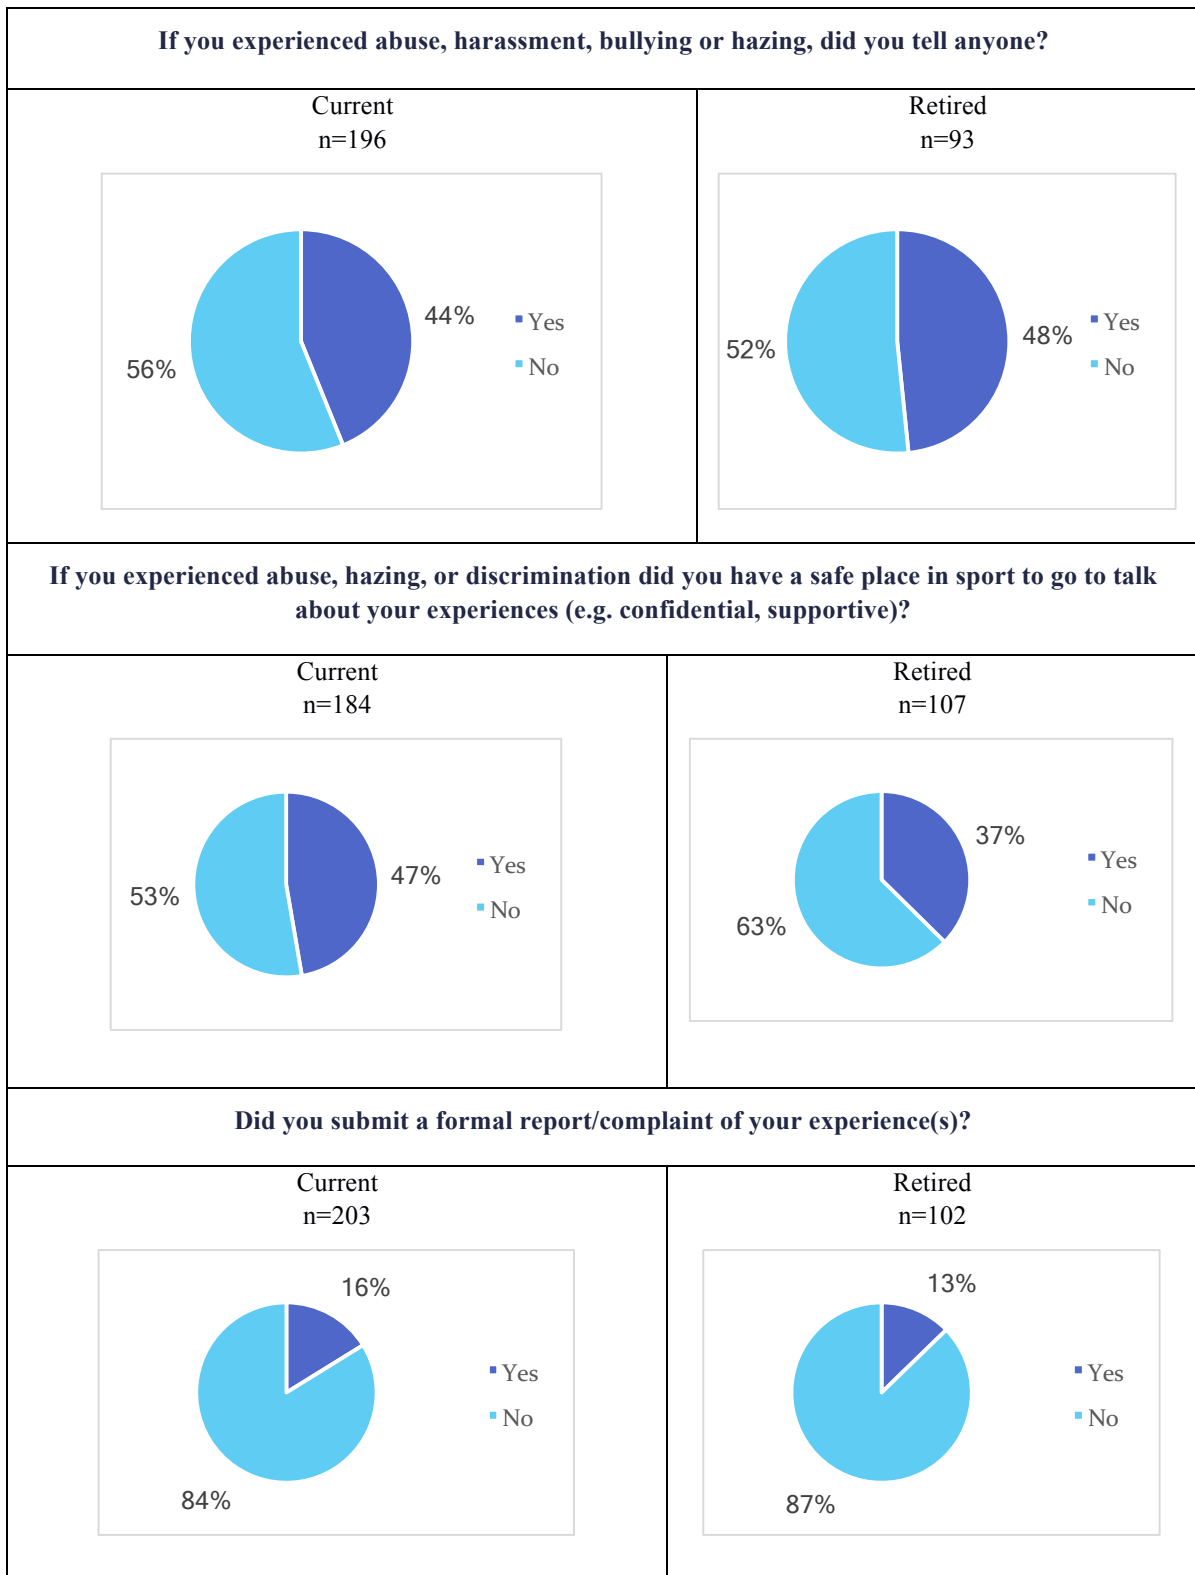 If you experienced abuse, harassment, bullying or hazing, did you tell anyone?
Current
n=196
Retired
n=93
44%
56%
Yes
No
48%
52%
Yes
No
If you experienced abuse, hazing, or discrimination did you have a safe place in sport to go to talk
about your experiences (e.g. confidential, supportive)?
Current
n=184
Retired
n=107
47%
53%
Yes
No
37%
63%
Yes
No
Did you submit a formal report/complaint of your experience(s)?
Current
n=203
Retired
n=102
16%
84%
Yes
No
13%
87%
Yes
No